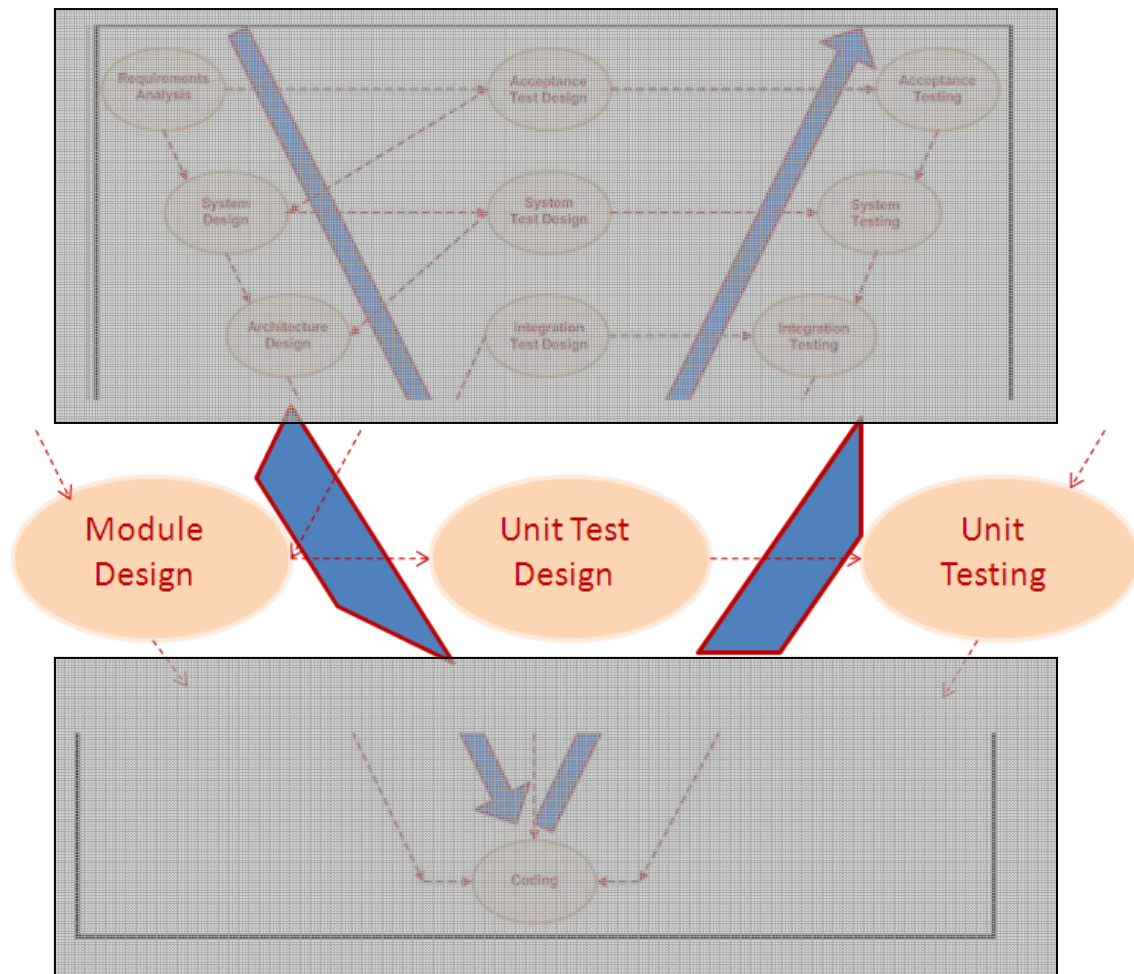 Requirements
Analysis
Acceptance
Test Design
Acceptance
Testing
System
Design
System
Test Design
System
Testing
Architecture
Design
Integration
Test Design
Integration
Testing
Module
Design
Unit Test
Design
Unit
Testing
Coding